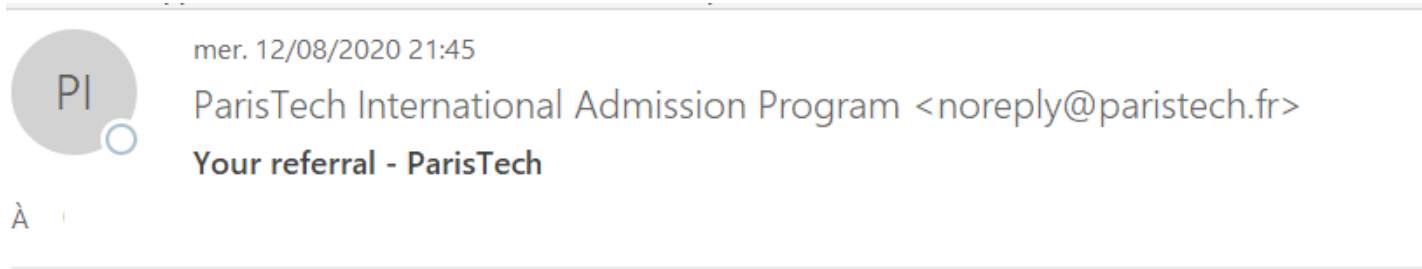 mer. 12/08/2020 21:45
PI
ParisTech International Admission Program <noreply@paristech.fr>
Your referral - ParisTech
À